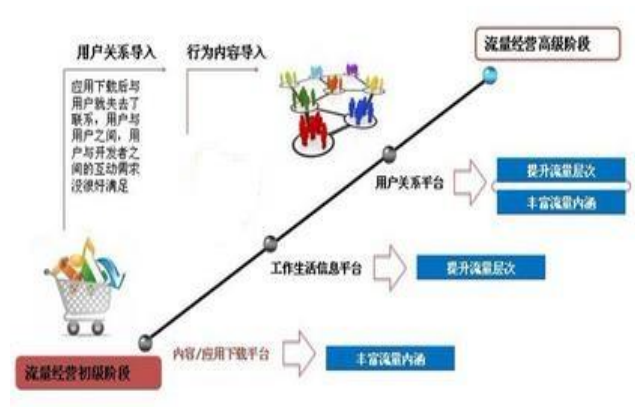 流量经营高级阶段
用户关系导入
行为内容导入
应用下载后与
用户就失去了
联系，用户与
用户之间，用
户与开发者之
间的互动需求
没很好满足
用户关系平台
提升流量层次
丰富流量内涵
工作生活信息平台
提升流量层次
内容/应用下载平台
丰富流量内涵
流量经营初级阶段